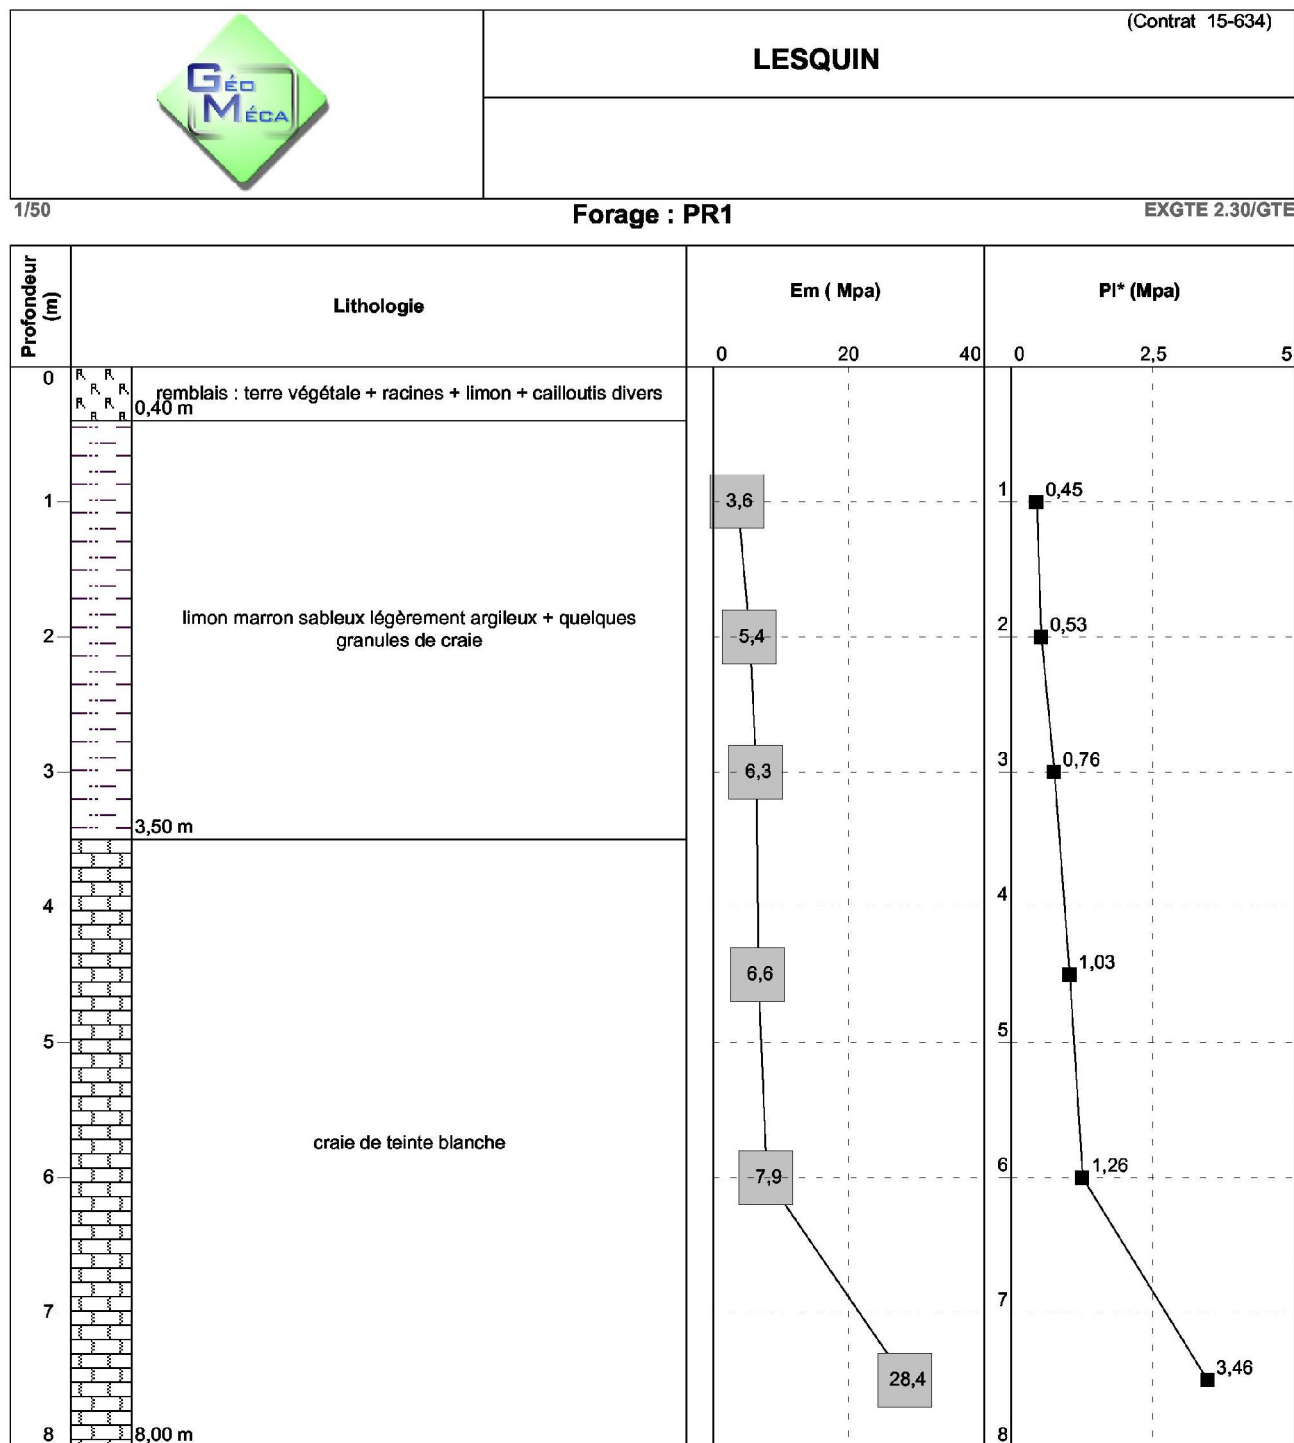 GÉO
MÉCA
(Contrat 15-634)
LESQUIN
1/50
Forage : PR1
EXGTE 2.30/GTE
Profondeur
(m)
Lithologie
Em ( Mpa)
Pl* (Mpa)
0 20 40
0 2,5 5
0
remblais : terre végétale + racines + limon + cailloutis divers
0,40 m
1
3,6
1
0,45
limon marron sableux légèrement argileux + quelques
granules de craie
2
5,4
2
0,53
3
6,3
3
0,76
3,50 m
4
4
6,6
1,03
5
5
craie de teinte blanche
6
7,9
6
1,26
7
7
28,4
3,46
8
8,00 m
8